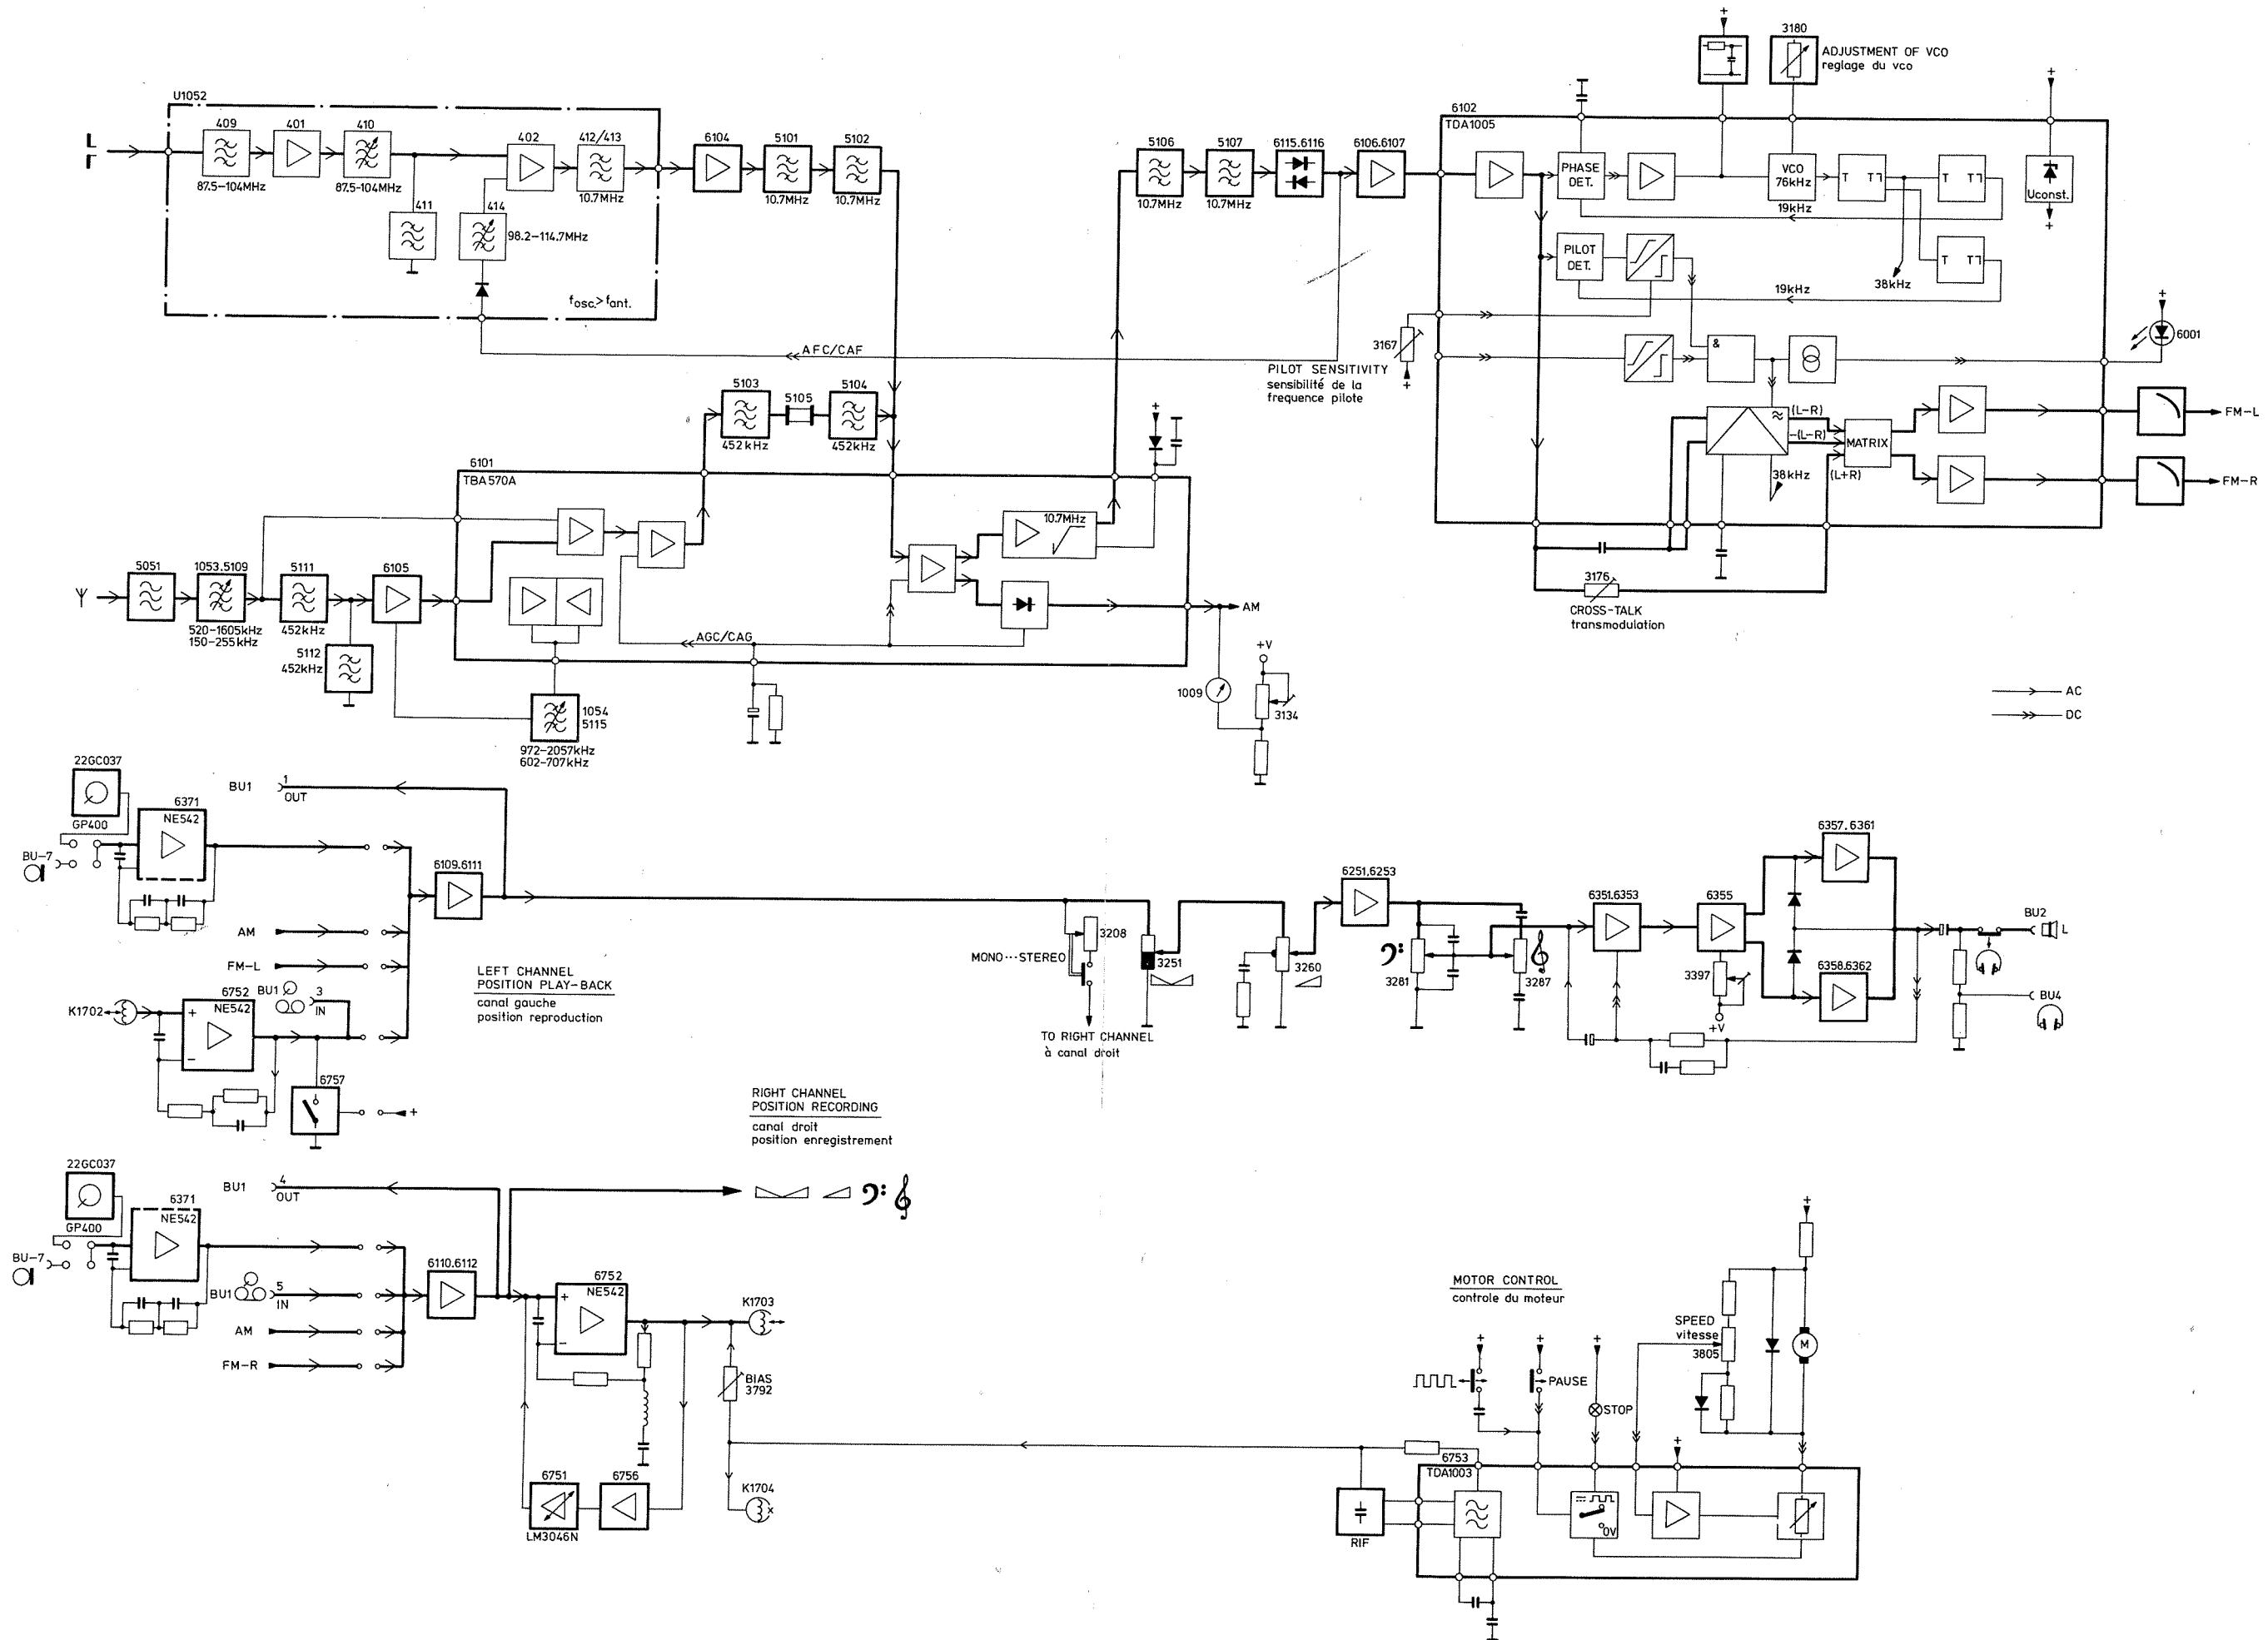 U1052
409
401
410
402
412/413
87.5-104MHz
87.5-104MHz
10.7MHz
411
414
98.2-114.7MHz
fosc.>fant.
6104
5101
5102
10.7MHz
10.7MHz
AFC/CAF
5106
5107
6115.6116
6106.6107
10.7MHz
10.7MHz
3180
ADJUSTMENT OF VCO
reglage du vco
6102
TDA1005
PHASE
DET.
VCO
76kHz
T
T
19kHz
Uconst.
PILOT
DET.
T
38kHz
19kHz
3167
PILOT SENSITIVITY
sensibilité de la
frequence pilote
&
6001
(L-R)
-(L-R)
(L+R)
MATRIX
38kHz
FM-L
FM-R
3176
CROSS-TALK
transmodulation
5103
5105
5104
452kHz
452kHz
6101
TBA570A
10.7MHz
5051
1053.5109
5111
6105
520-1605kHz
150-255kHz
452kHz
5112
452kHz
AGC/CAG
AM
1054
5115
972-2057kHz
602-707kHz
1009
+V
3134
AC
DC
22GC037
GP400
BU-7
6371
NE542
BU1
1
OUT
6109.6111
AM
FM-L
K1702
6752
NE542
BU1
3
IN
6757
+
LEFT CHANNEL
POSITION PLAY-BACK
canal gauche
position reproduction
MONO···STEREO
3208
TO RIGHT CHANNEL
à canal droit
3251
3260
6251.6253
3281
3287
6351.6353
6355
3397
+V
6357.6361
6358.6362
BU2
L
BU4
RIGHT CHANNEL
POSITION RECORDING
canal droit
position enregistrement
22GC037
GP400
BU-7
6371
NE542
BU1
4
OUT
BU1
5
IN
AM
FM-R
6110.6112
6752
NE542
K1703
BIAS
3792
K1704
6751
6756
LM3046N
MOTOR CONTROL
controle du moteur
PAUSE
STOP
SPEED
vitesse
3805
M
6753
TDA1003
RIF
0V